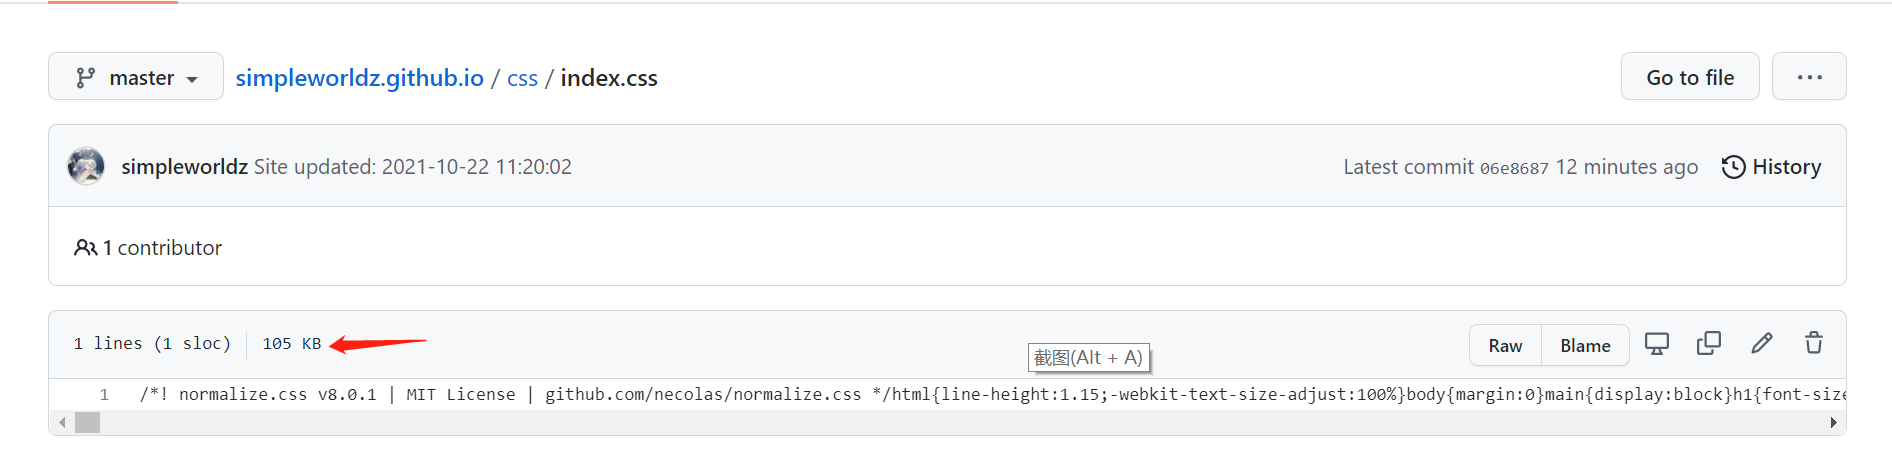 master simpleworldz.github.io / css / index.css Go to file ...
simpleworldz Site updated: 2021-10-22 11:20:02 Latest commit 06e8687 12 minutes ago History
1 contributor
1 lines (1 sloc) 105 KB Raw Blame
截图(Alt + A)
1 /*! normalize.css v8.0.1 | MIT License | github.com/necolas/normalize.css */html{line-height:1.15;-webkit-text-size-adjust:100%}body{margin:0}main{display:block}h1{font-size